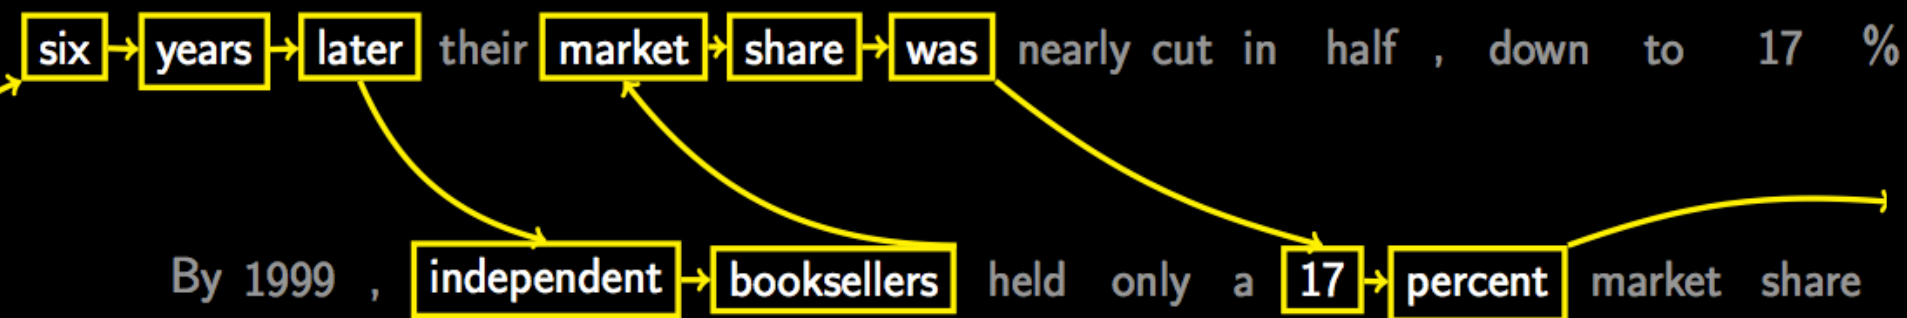 six years later their market share was nearly cut in half , down to 17 %
By 1999 , independent booksellers held only a 17 percent market share